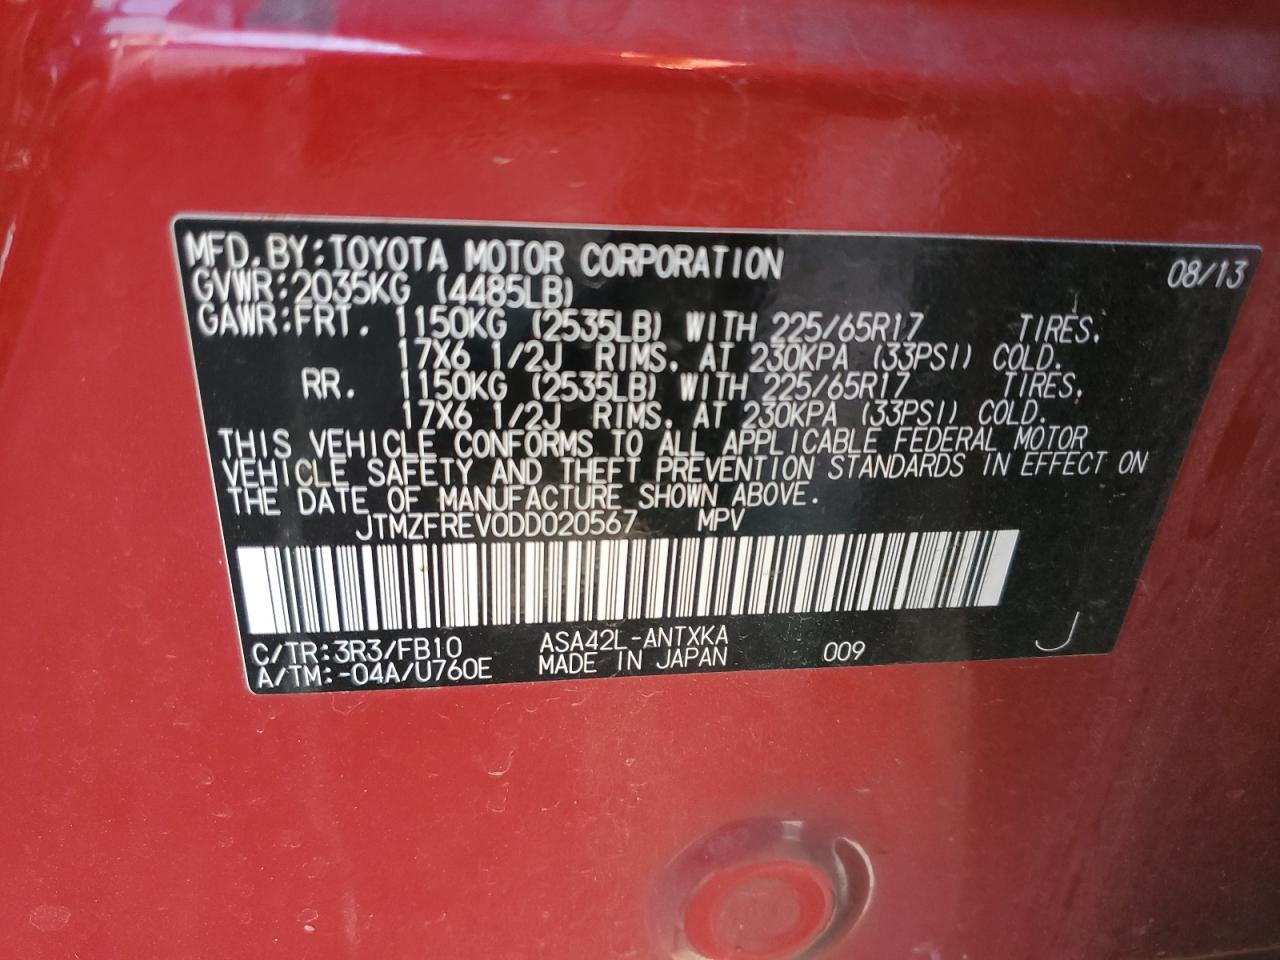 MFD.BY:TOYOTA MOTOR CORPORATION 08/13
GVWR:2035KG (4485LB)
GAWR:FRT. 1150KG (2535LB) WITH 225/65R17 TIRES,
17X6 1/2J RIMS, AT 230KPA (33PSI) COLD.
RR. 1150KG (2535LB) WITH 225/65R17 TIRES,
17X6 1/2J RIMS, AT 230KPA (33PSI) COLD.
THIS VEHICLE CONFORMS TO ALL APPLICABLE FEDERAL MOTOR
VEHICLE SAFETY AND THEFT PREVENTION STANDARDS IN EFFECT ON
THE DATE OF MANUFACTURE SHOWN ABOVE.
JTMZFREV0DD020567 MPV
C/TR:3R3/FB10 ASA42L-ANTXKA
A/TM:-04A/U760E MADE IN JAPAN 009 J